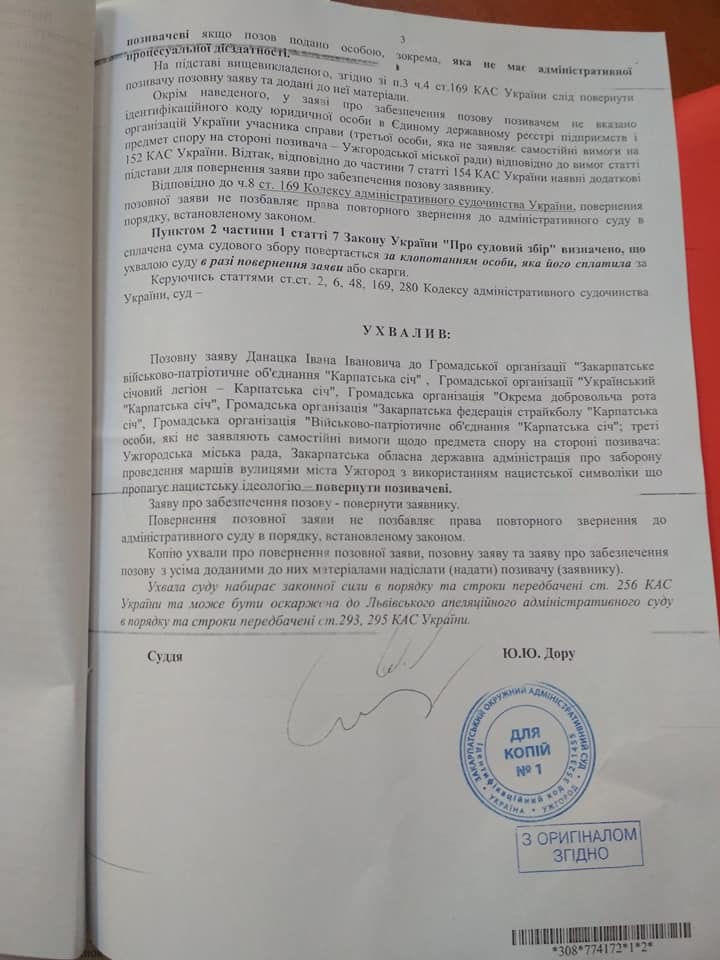 3
позивачеві якщо позов подано особою, зокрема, яка не має адміністративної
процесуальної дієздатності.
На підставі вищевикладеного, згідно зі п.3 ч.4 ст.169 КАС України слід повернути
позивачу позовну заяву та додані до неї матеріали.
Окрім наведеного, у заяві про забезпечення позову позивачем не вказано
ідентифікаційного коду юридичної особи в Єдиному державному реєстрі підприємств і
організацій України учасника справи (третьої особи, яка не заявляє самостійні вимоги на
предмет спору на стороні позивача – Ужгородської міської ради) відповідно до вимог статті
152 КАС України. Відтак, відповідно до частини 7 статті 154 КАС України наявні додаткові
підстави для повернення заяви про забезпечення позову заявнику.
Відповідно до ч.8 ст. 169 Кодексу адміністративного судочинства України, повернення
позовної заяви не позбавляє права повторного звернення до адміністративного суду в
порядку, встановленому законом.
Пунктом 2 частини 1 статті 7 Закону України "Про судовий збір" визначено, що
сплачена сума судового збору повертається за клопотанням особи, яка його сплатила за
ухвалою суду в разі повернення заяви або скарги.
Керуючись статтями ст.ст. 2, 6, 48, 169, 280 Кодексу адміністративного судочинства
України, суд –
УХВАЛИВ:
Позовну заяву Данацка Івана Івановича до Громадської організації "Закарпатське
військово-патріотичне об'єднання "Карпатська січ" , Громадської організації "Український
січовий легіон – Карпатська січ", Громадська організація "Окрема добровольча рота
"Карпатська січ", Громадська організація "Закарпатська федерація страйкболу "Карпатська
січ", Громадська організація "Військово-патріотичне об'єднання "Карпатська січ"; треті
особи, які не заявляють самостійні вимоги щодо предмета спору на стороні позивача:
Ужгородська міська рада, Закарпатська обласна державна адміністрація про заборону
проведення маршів вулицями міста Ужгород з використанням нацистської символіки що
пропагує нацистську ідеологію – повернути позивачеві.
Заяву про забезпечення позову - повернути заявнику.
Повернення позовної заяви не позбавляє права повторного звернення до
адміністративного суду в порядку, встановленому законом.
Копію ухвали про повернення позовної заяви, позовну заяву та заяву про забезпечення
позову з усіма доданими до них матеріалами надіслати (надати) позивачу (заявнику).
Ухвала суду набирає законної сили в порядку та строки передбачені ст. 256 КАС
України та може бути оскаржена до Львівського апеляційного адміністративного суду
в порядку та строки передбачені ст.293, 295 КАС України.
Суддя Ю.Ю. Дору
ЗАКАРПАТСЬКИЙ ОКРУЖНИЙ АДМІНІСТРАТИВНИЙ СУД
Ідентифікаційний код 35231455
* УКРАЇНА * УЖГОРОД *
ДЛЯ
КОПІЙ
№ 1
З ОРИГІНАЛОМ
ЗГІДНО
*308*774172*1*2*